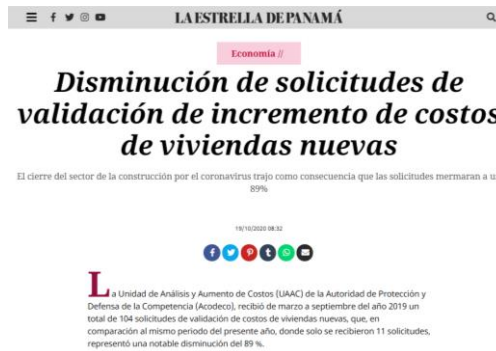 LA ESTRELLA DE PANAMÁ
Economía //
Disminución de solicitudes de
validación de incremento de costos
de viviendas nuevas
El cierre del sector de la construcción por el coronavirus trajo como consecuencia que las solicitudes mermaran a u
89%
19/10/2020 08:32
La Unidad de Análisis y Aumento de Costos (UAAC) de la Autoridad de Protección y
Defensa de la Competencia (Acodeco), recibió de marzo a septiembre del año 2019 un
total de 104 solicitudes de validación de costos de viviendas nuevas, que, en
comparación al mismo periodo del presente año, donde solo se recibieron 11 solicitudes,
representó una notable disminución del 89 %.